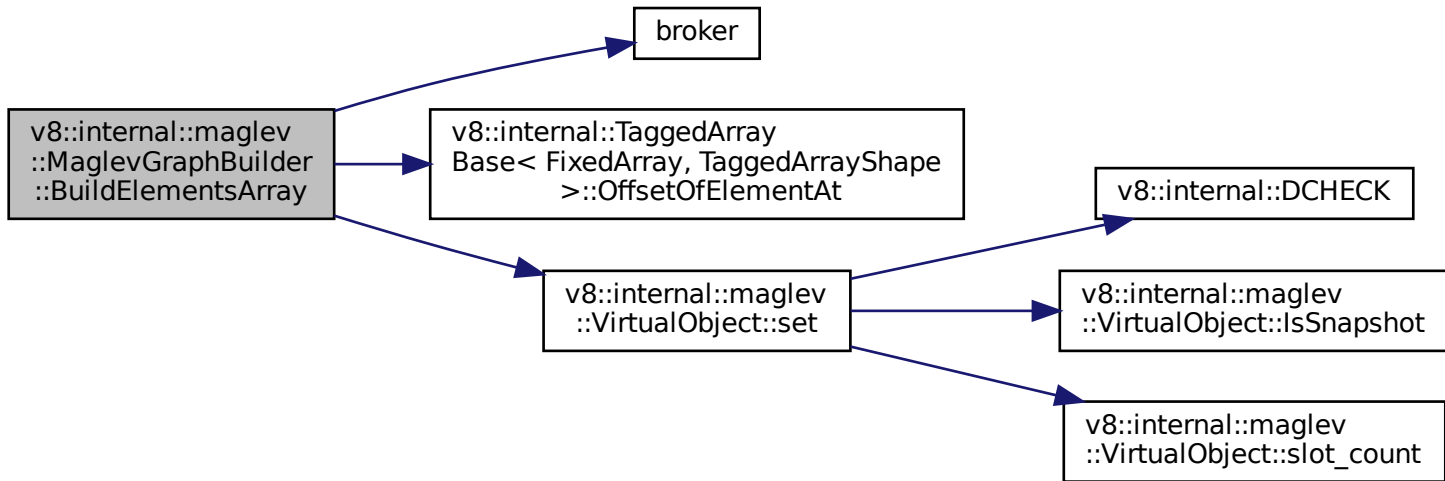 broker
v8::internal::maglev
::MaglevGraphBuilder
::BuildElementsArray
v8::internal::TaggedArray
Base< FixedArray, TaggedArrayShape
>::OffsetOfElementAt
v8::internal::maglev
::VirtualObject::set
v8::internal::DCHECK
v8::internal::maglev
::VirtualObject::IsSnapshot
v8::internal::maglev
::VirtualObject::slot_count